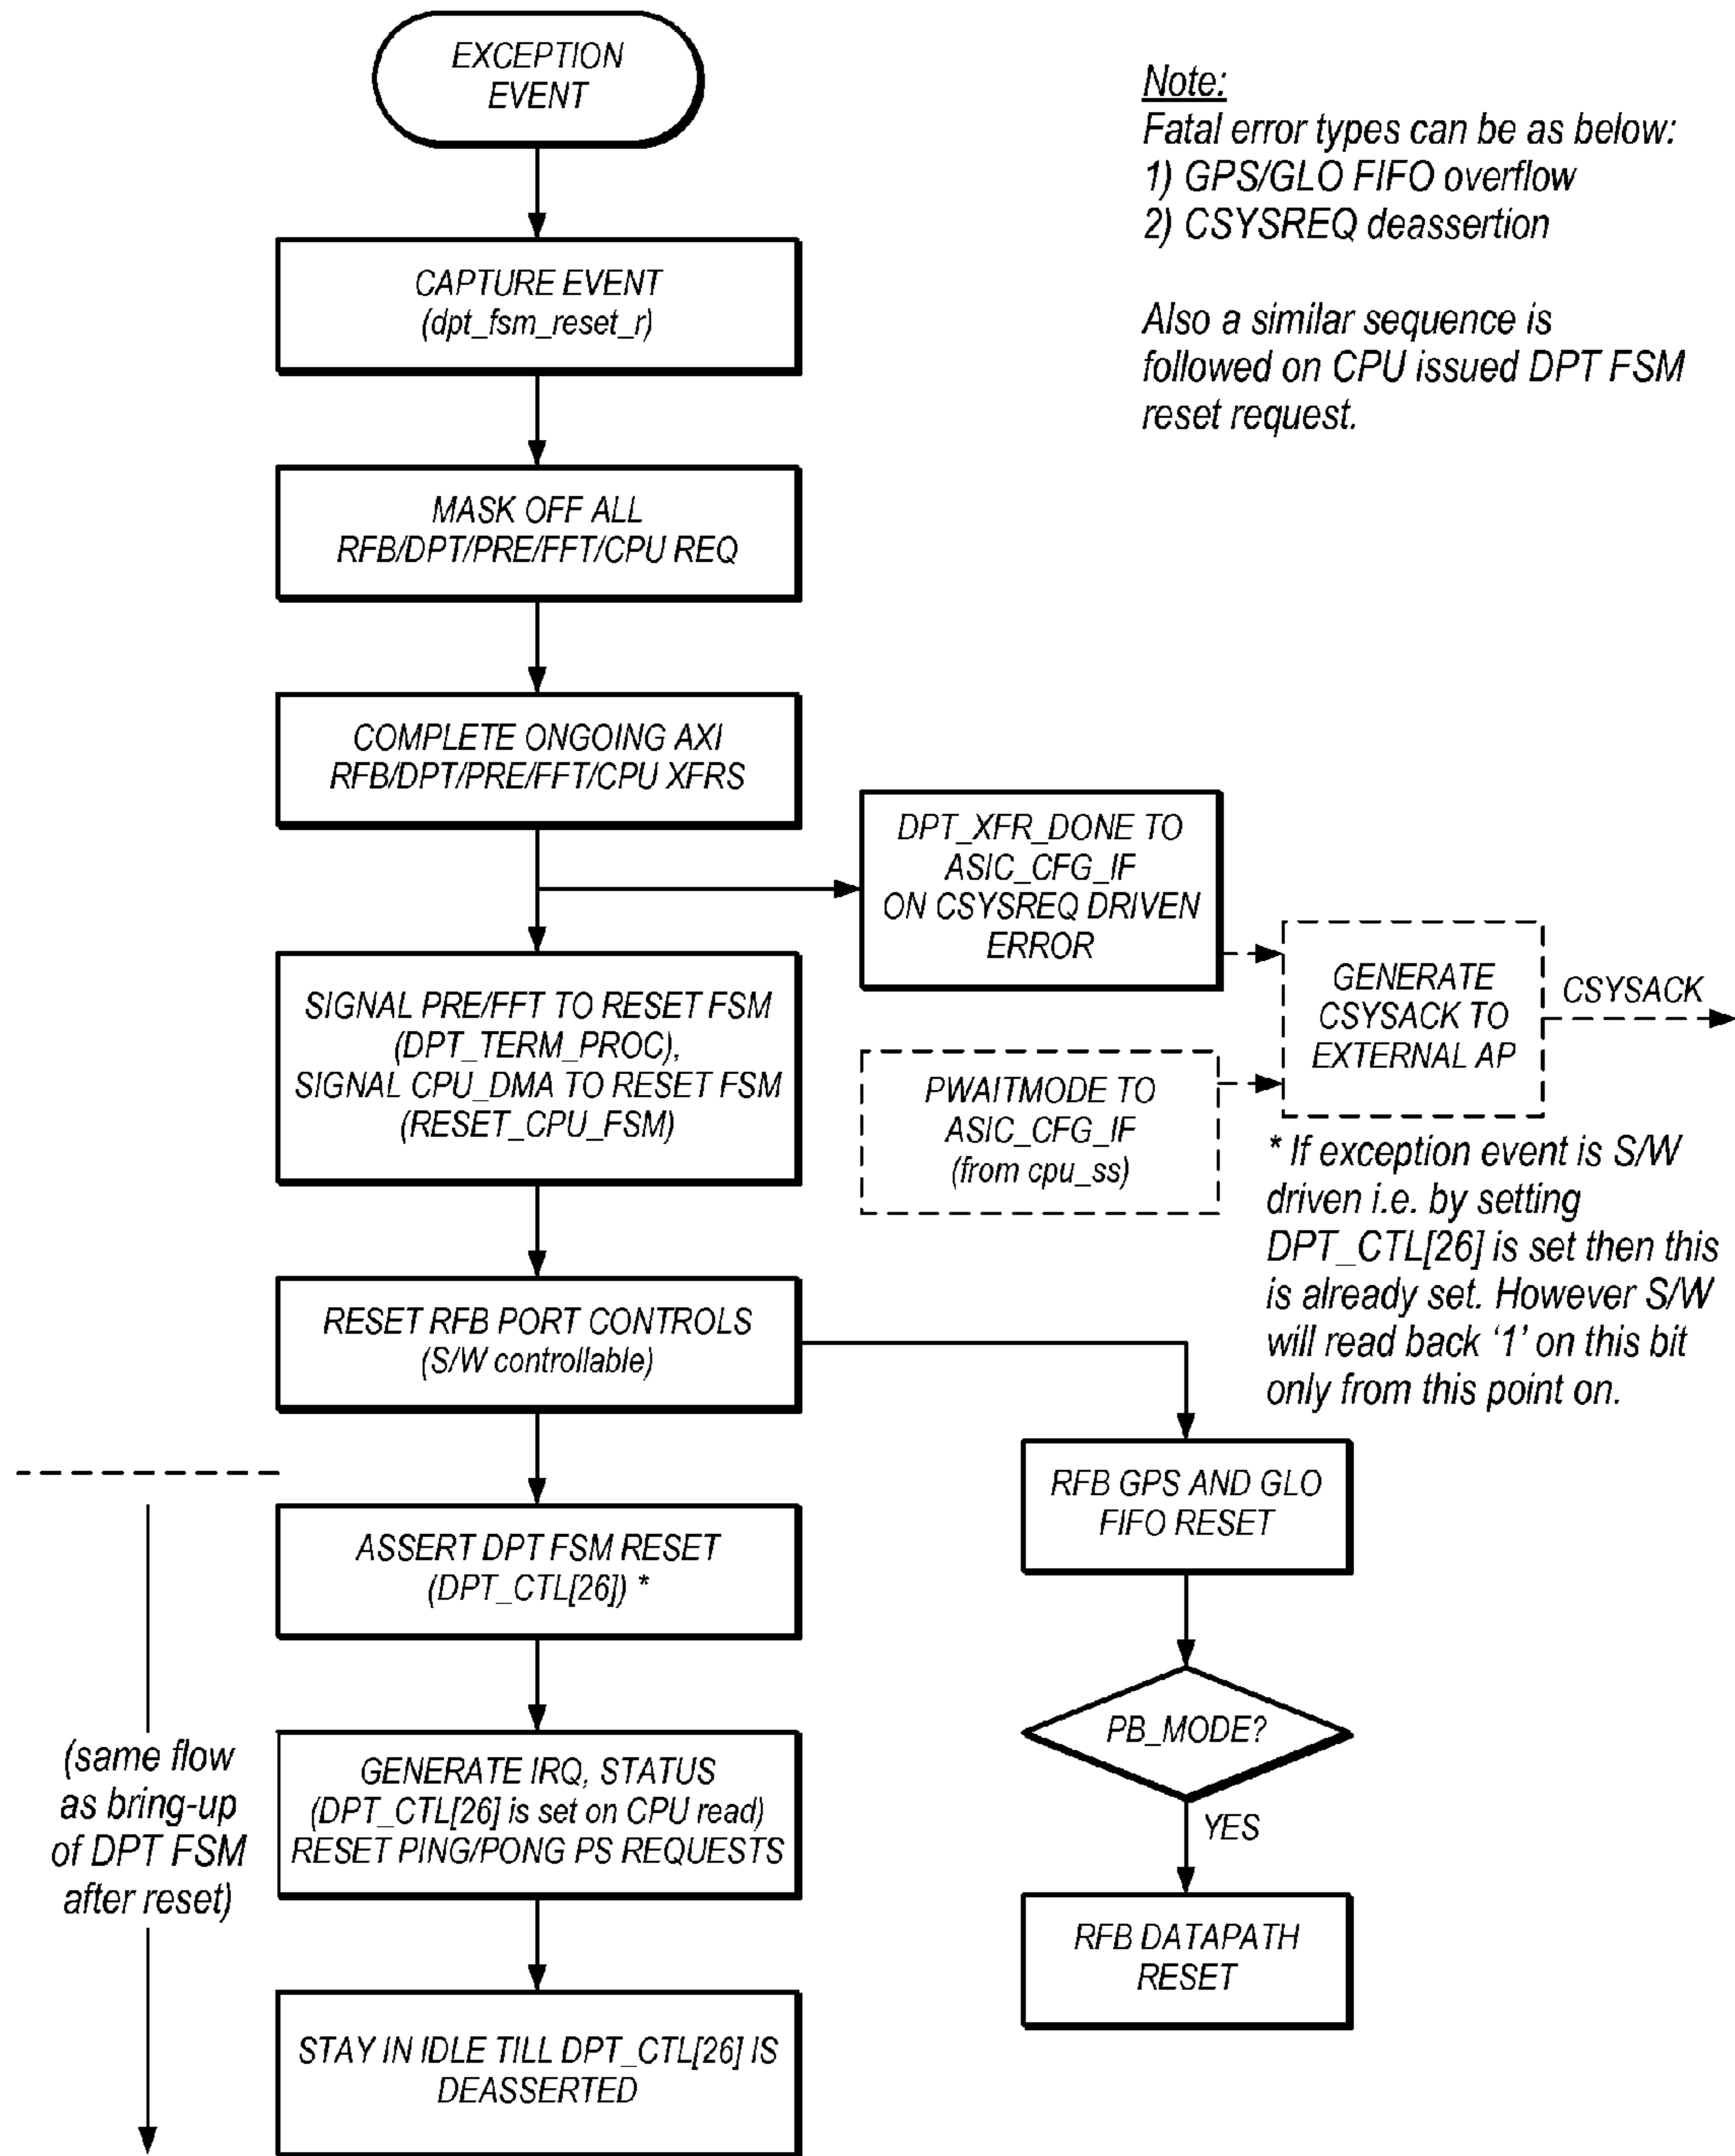 EXCEPTION
EVENT
Note:
Fatal error types can be as below:
1) GPS/GLO FIFO overflow
2) CSYSREQ deassertion
Also a similar sequence is
followed on CPU issued DPT FSM
reset request.
CAPTURE EVENT
(dpt_fsm_reset_r)
MASK OFF ALL
RFB/DPT/PRE/FFT/CPU REQ
COMPLETE ONGOING AXI
RFB/DPT/PRE/FFT/CPU XFRS
DPT_XFR_DONE TO
ASIC_CFG_IF
ON CSYSREQ DRIVEN
ERROR
GENERATE
CSYSACK TO
EXTERNAL AP
CSYSACK
SIGNAL PRE/FFT TO RESET FSM
(DPT_TERM_PROC),
SIGNAL CPU_DMA TO RESET FSM
(RESET_CPU_FSM)
PWAITMODE TO
ASIC_CFG_IF
(from cpu_ss)
* If exception event is S/W
driven i.e. by setting
DPT_CTL[26] is set then this
is already set. However S/W
will read back ‘1’ on this bit
only from this point on.
RESET RFB PORT CONTROLS
(S/W controllable)
RFB GPS AND GLO
FIFO RESET
ASSERT DPT FSM RESET
(DPT_CTL[26]) *
PB_MODE?
YES
(same flow
as bring-up
of DPT FSM
after reset)
GENERATE IRQ, STATUS
(DPT_CTL[26] is set on CPU read)
RESET PING/PONG PS REQUESTS
RFB DATAPATH
RESET
STAY IN IDLE TILL DPT_CTL[26] IS
DEASSERTED